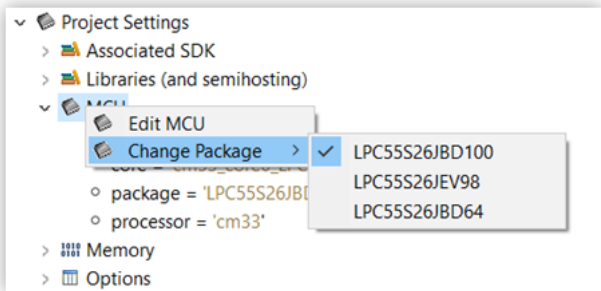 Project Settings
Associated SDK
Libraries (and semihosting)
MCU
Edit MCU
Change Package
LPC55S26JBD100
LPC55S26JEV98
LPC55S26JBD64
package = 'LPC55S26JBD
processor = 'cm33'
Memory
Options